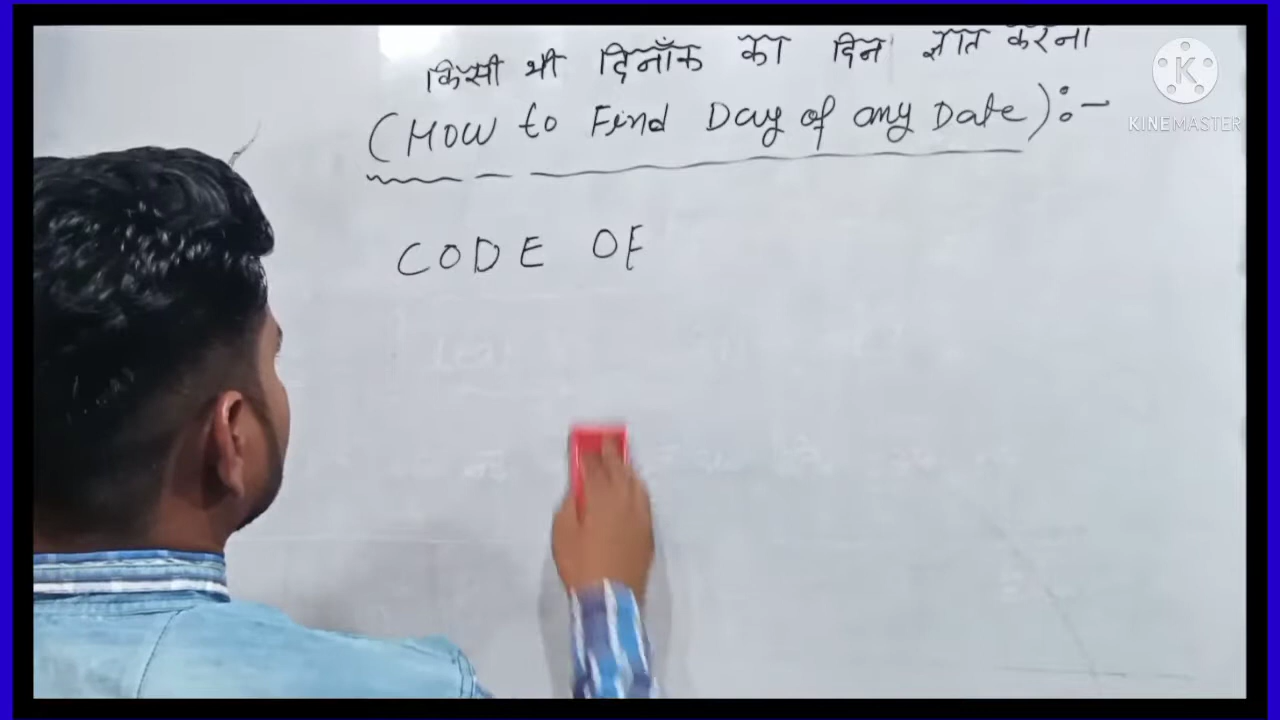 किसी भी दिनाँक का दिन ज्ञात करना
(How to Find Day of any Date):-
CODE OF
KINEMASTER